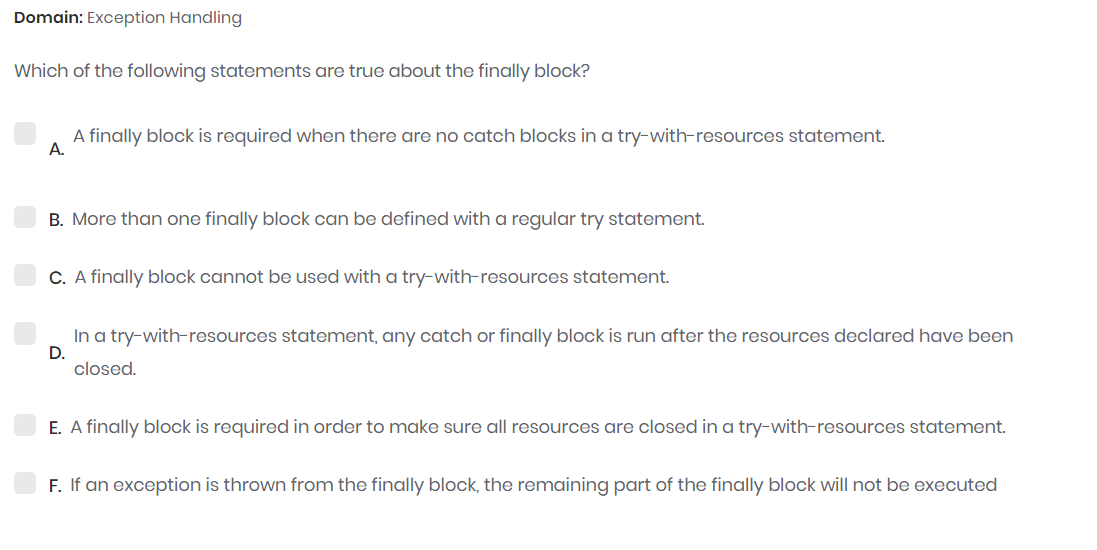 Domain: Exception Handling
Which of the following statements are true about the finally block?
A. A finally block is required when there are no catch blocks in a try-with-resources statement.
B. More than one finally block can be defined with a regular try statement.
C. A finally block cannot be used with a try-with-resources statement.
D. In a try-with-resources statement, any catch or finally block is run after the resources declared have been
closed.
E. A finally block is required in order to make sure all resources are closed in a try-with-resources statement.
F. If an exception is thrown from the finally block, the remaining part of the finally block will not be executed